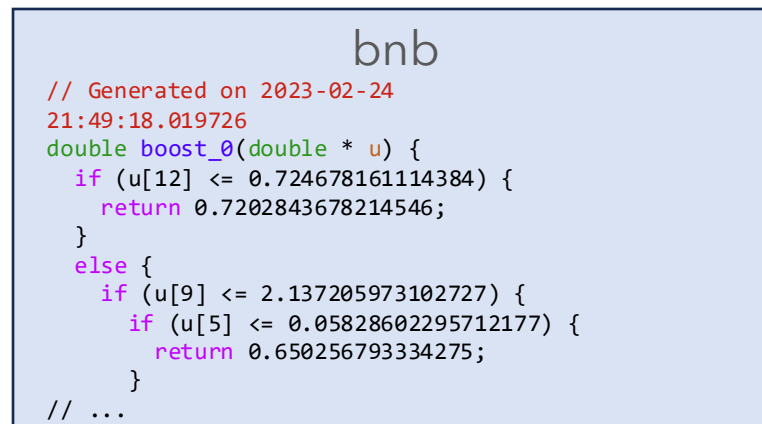 bnb
// Generated on 2023-02-24
21:49:18.019726
double boost_0(double * u) {
  if (u[12] <= 0.724678161114384) {
    return 0.7202843678214546;
  }
  else {
    if (u[9] <= 2.137205973102727) {
      if (u[5] <= 0.05828602295712177) {
        return 0.650256793334275;
      }
// ...